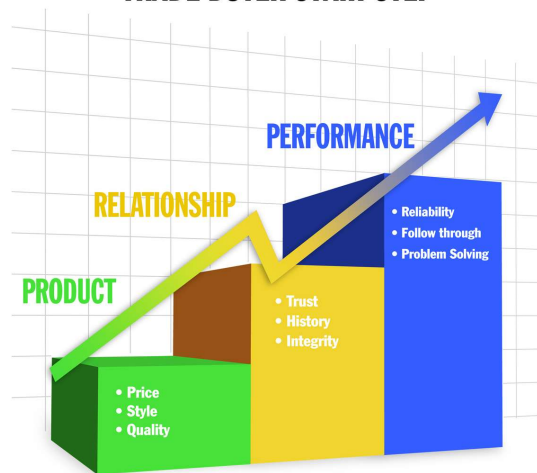 PERFORMANCE
RELATIONSHIP
PRODUCT
• Reliability
• Follow through
• Problem Solving
• Trust
• History
• Integrity
• Price
• Style
• Quality